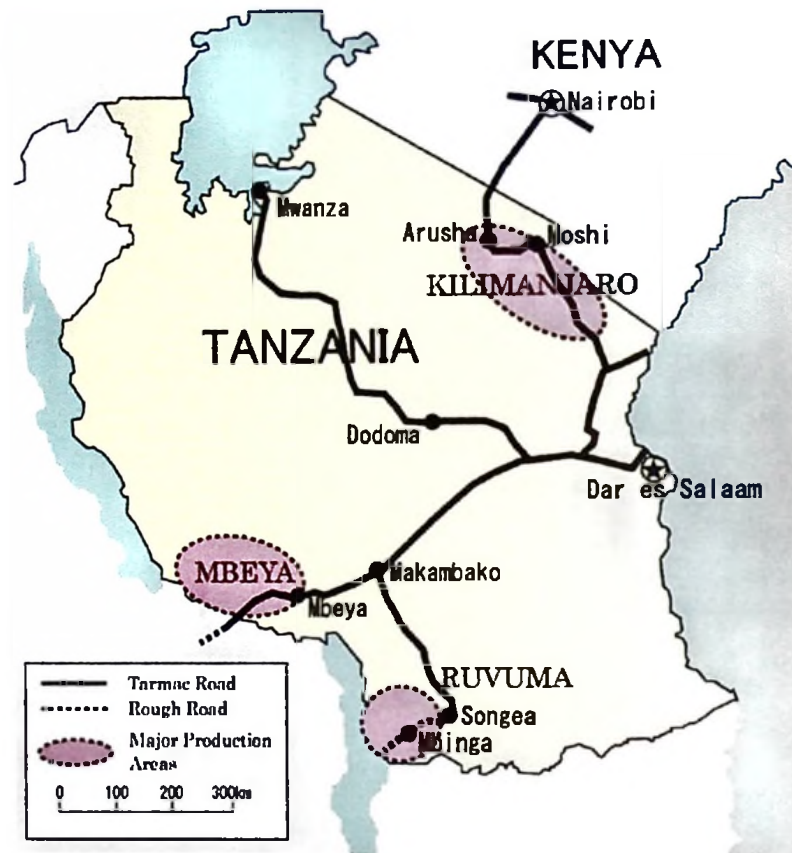 KENYA
Nairobi
Mwanza
Arusha
Moshi
KILIMANJARO
TANZANIA
Dodoma
Dar es Salaam
MBEYA
Makambako
Mbeya
RUVUMA
Songea
Mbinga
Tarmac Road
Rough Road
Major Production
Areas
0 100 200 300km